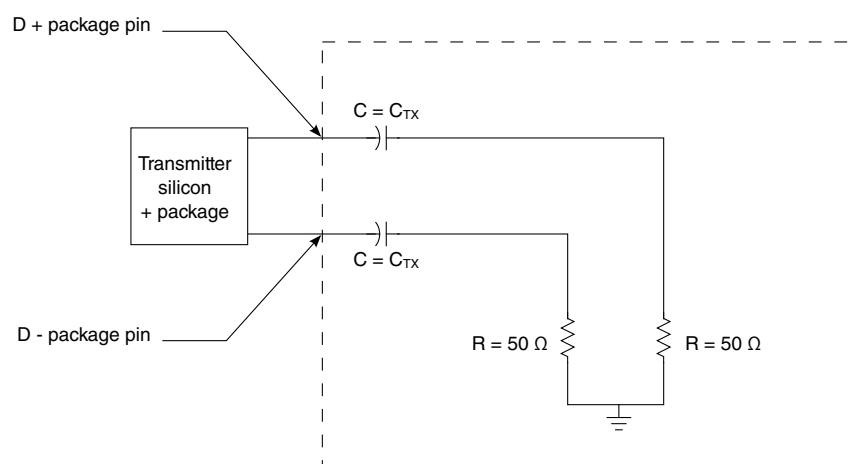 D + package pin
C = CTX
Transmitter
silicon
+ package
C = CTX
D - package pin
R = 50 Ω
R = 50 Ω